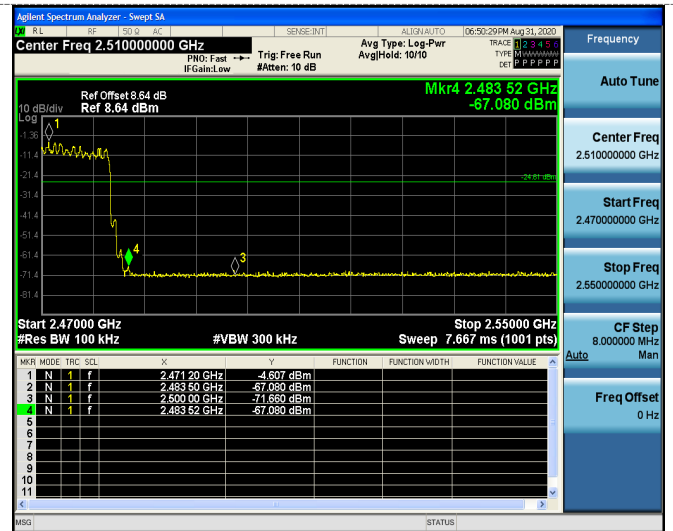 Agilent Spectrum Analyzer - Swept SA
RL RF 50 Ω AC SENSE:INT ALIGNAUTO 06:50:29 PM Aug 31, 2020
Center Freq 2.510000000 GHz
PNO: Fast
IFGain:Low
Trig: Free Run
#Atten: 10 dB
Avg Type: Log-Pwr
Avg|Hold: 10/10
TRACE 1 2 3 4 5 6
TYPE M
DET P P P P P P
Ref Offset 8.64 dB
10 dB/div Ref 8.64 dBm
Log
Mkr4 2.483 52 GHz
-67.080 dBm
-1.36
-11.4
-21.4
-31.4
-41.4
-51.4
-61.4
-71.4
-81.4
1
4
3
-24.61 dBm
Start 2.47000 GHz Stop 2.55000 GHz
#Res BW 100 kHz #VBW 300 kHz Sweep 7.667 ms (1001 pts)
MKR MODE TRC SCL X Y FUNCTION FUNCTION WIDTH FUNCTION VALUE
1 N 1 f 2.471 20 GHz -4.607 dBm
2 N 1 f 2.483 50 GHz -67.080 dBm
3 N 1 f 2.500 00 GHz -71.660 dBm
4 N 1 f 2.483 52 GHz -67.080 dBm
5
6
7
8
9
10
11
MSG STATUS
Frequency
Auto Tune
Center Freq
2.510000000 GHz
Start Freq
2.470000000 GHz
Stop Freq
2.550000000 GHz
CF Step
8.000000 MHz
Auto Man
Freq Offset
0 Hz